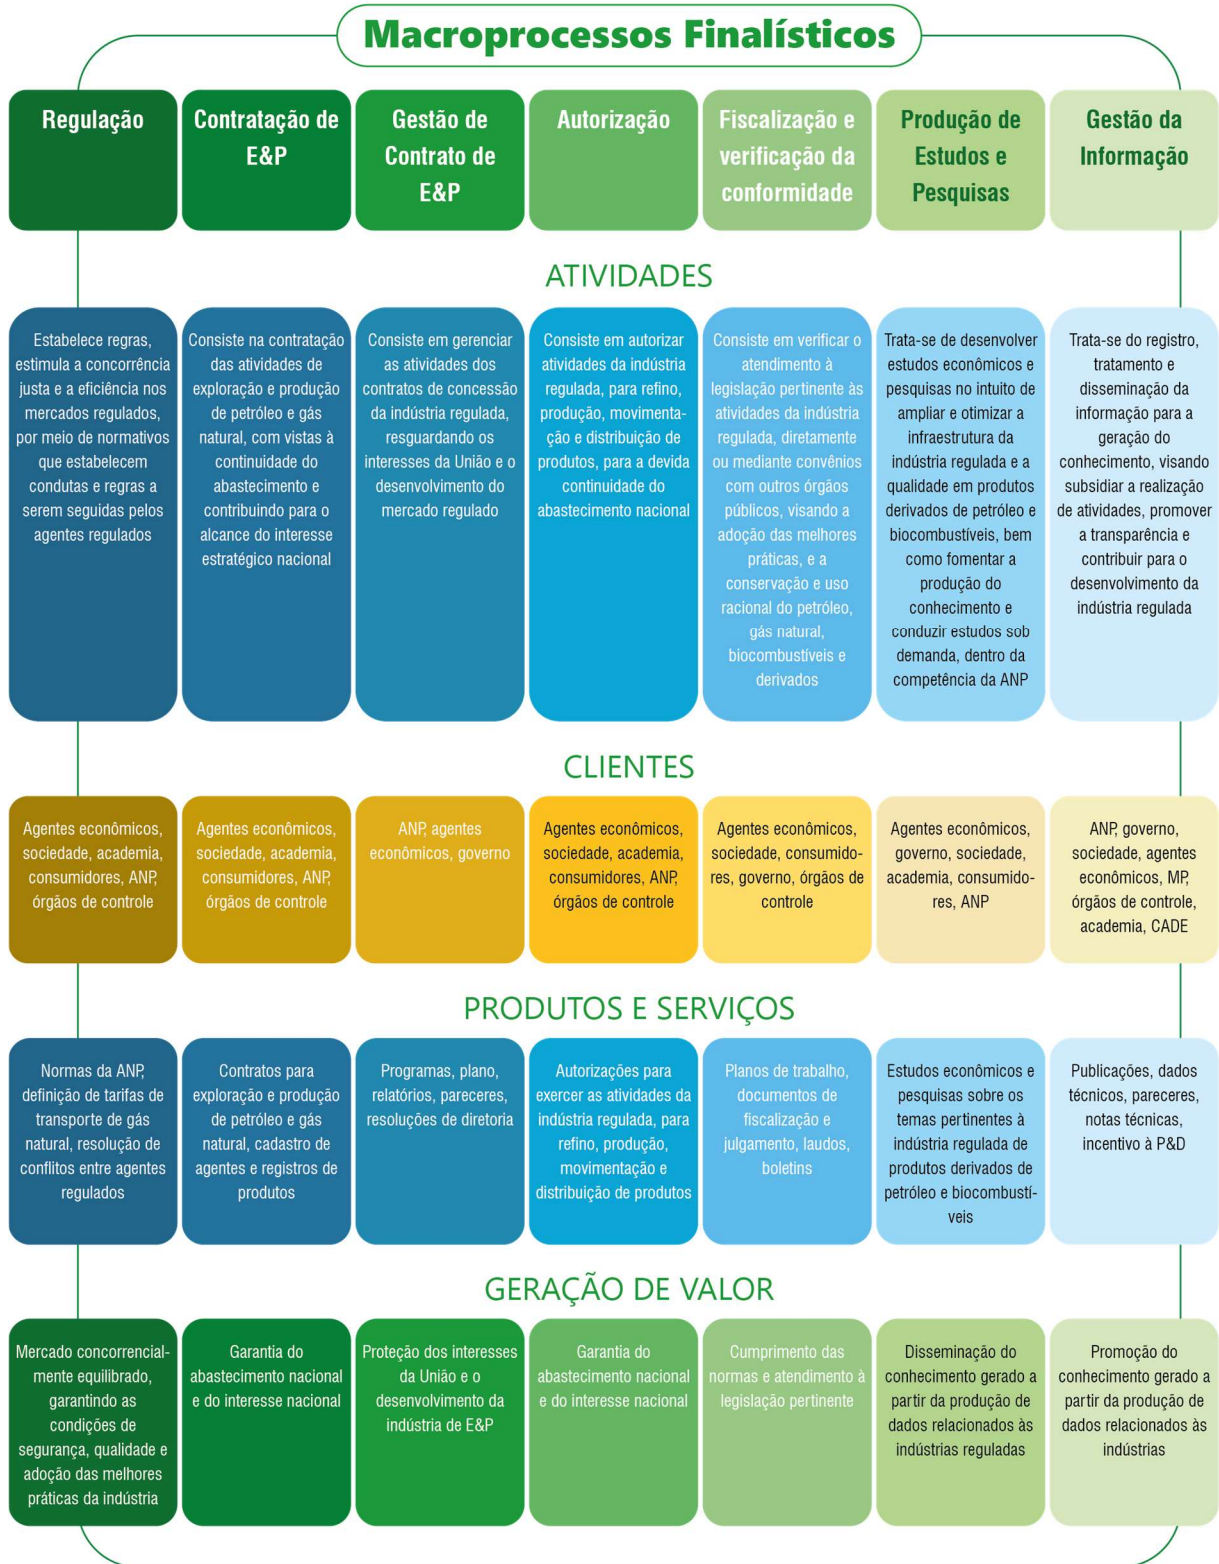 Macroprocessos Finalísticos
Regulação
Contratação de
E&P
Gestão de
Contrato de
E&P
Autorização
Fiscalização e
verificação da
conformidade
Produção de
Estudos e
Pesquisas
Gestão da
Informação
ATIVIDADES
Estabelece regras,
estimula a concorrência
justa e a eficiência nos
mercados regulados,
por meio de normativos
que estabelecem
condutas e regras a
serem seguidas pelos
agentes regulados
Consiste na contratação
das atividades de
exploração e produção
de petróleo e gás
natural, com vistas à
continuidade do
abastecimento e
contribuindo para o
alcance do interesse
estratégico nacional
Consiste em gerenciar
as atividades dos
contratos de concessão
da indústria regulada,
resguardando os
interesses da União e o
desenvolvimento do
mercado regulado
Consiste em autorizar
atividades da indústria
regulada, para refino,
produção, movimenta-
ção e distribuição de
produtos, para a devida
continuidade do
abastecimento nacional
Consiste em verificar o
atendimento à
legislação pertinente às
atividades da indústria
regulada, diretamente
ou mediante convênios
com outros órgãos
públicos, visando a
adoção das melhores
práticas, e a
conservação e uso
racional do petróleo,
gás natural,
biocombustíveis e
derivados
Trata-se de desenvolver
estudos econômicos e
pesquisas no intuito de
ampliar e otimizar a
infraestrutura da
indústria regulada e a
qualidade em produtos
derivados de petróleo e
biocombustíveis, bem
como fomentar a
produção do
conhecimento e
conduzir estudos sob
demanda, dentro da
competência da ANP
Trata-se do registro,
tratamento e
disseminação da
informação para a
geração do
conhecimento, visando
subsidiar a realização
de atividades, promover
a transparência e
contribuir para o
desenvolvimento da
indústria regulada
CLIENTES
Agentes econômicos,
sociedade, academia,
consumidores, ANP,
órgãos de controle
Agentes econômicos,
sociedade, academia,
consumidores, ANP,
órgãos de controle
ANP, agentes
econômicos, governo
Agentes econômicos,
sociedade, academia,
consumidores, ANP,
órgãos de controle
Agentes econômicos,
sociedade, consumido-
res, governo, órgãos de
controle
Agentes econômicos,
governo, sociedade,
academia, consumido-
res, ANP
ANP, governo,
sociedade, agentes
econômicos, MP,
órgãos de controle,
academia, CADE
PRODUTOS E SERVIÇOS
Normas da ANP,
definição de tarifas de
transporte de gás
natural, resolução de
conflitos entre agentes
regulados
Contratos para
exploração e produção
de petróleo e gás
natural, cadastro de
agentes e registros de
produtos
Programas, plano,
relatórios, pareceres,
resoluções de diretoria
Autorizações para
exercer as atividades da
indústria regulada, para
refino, produção,
movimentação e
distribuição de produtos
Planos de trabalho,
documentos de
fiscalização e
julgamento, laudos,
boletins
Estudos econômicos e
pesquisas sobre os
temas pertinentes à
indústria regulada de
produtos derivados de
petróleo e biocombustí-
veis
Publicações, dados
técnicos, pareceres,
notas técnicas,
incentivo à P&D
GERAÇÃO DE VALOR
Mercado concorrencial-
mente equilibrado,
garantindo as
condições de
segurança, qualidade e
adoção das melhores
práticas da indústria
Garantia do
abastecimento nacional
e do interesse nacional
Proteção dos interesses
da União e o
desenvolvimento da
indústria de E&P
Garantia do
abastecimento nacional
e do interesse nacional
Cumprimento das
normas e atendimento à
legislação pertinente
Disseminação do
conhecimento gerado a
partir da produção de
dados relacionados às
indústrias reguladas
Promoção do
conhecimento gerado a
partir da produção de
dados relacionados às
indústrias